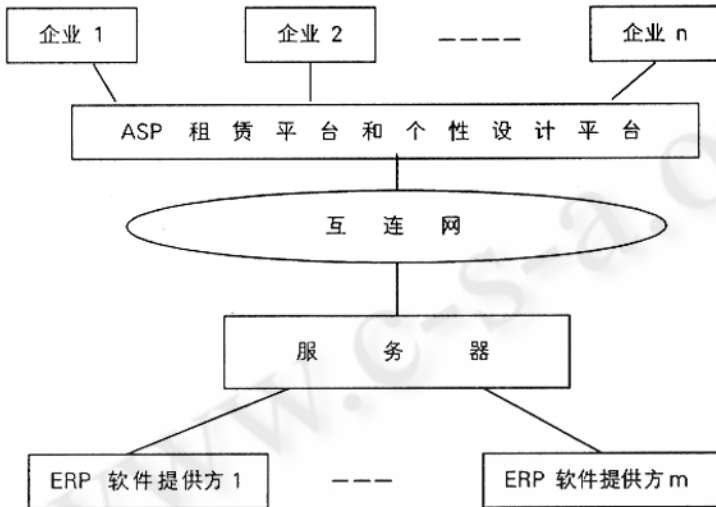 企业 1 企业 2 ---- 企业 n
ASP 租赁平台和个性设计平台
互连网
服务器
ERP 软件提供方 1 --- ERP 软件提供方 m
www.c-s-a.o